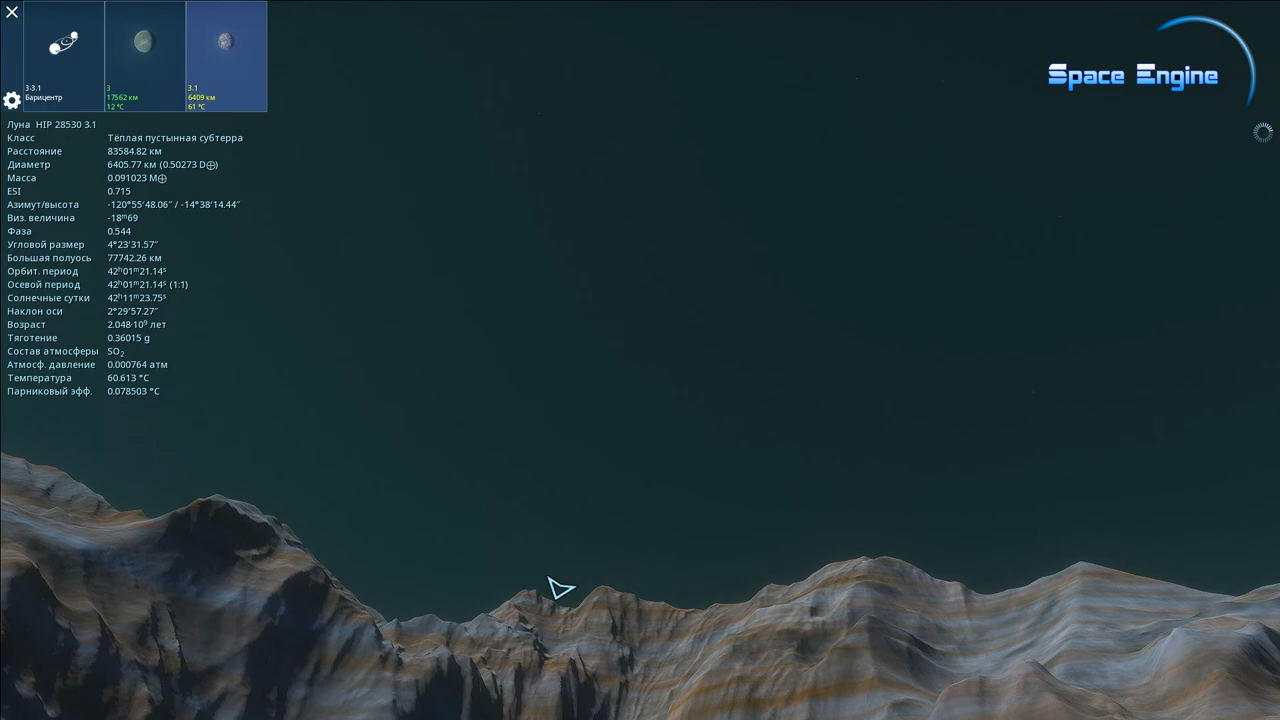 3-3.1
Барицентр
3
17562 км
12 °C
3.1
6409 км
61 °C
Space Engine
Луна HIP 28530 3.1
Класс Тёплая пустынная субтерра
Расстояние 83584.82 км
Диаметр 6405.77 км (0.50273 D⊕)
Масса 0.091023 M⊕
ESI 0.715
Азимут/высота -120°55′48.06″ / -14°38′14.44″
Виз. величина -18ᵐ69
Фаза 0.544
Угловой размер 4°23′31.57″
Большая полуось 77742.26 км
Орбит. период 42ʰ01ᵐ21.14ˢ
Осевой период 42ʰ01ᵐ21.14ˢ (1:1)
Солнечные сутки 42ʰ11ᵐ23.75ˢ
Наклон оси 2°29′57.27″
Возраст 2.048·10⁹ лет
Тяготение 0.36015 g
Состав атмосферы SO₂
Атмосф. давление 0.000764 атм
Температура 60.613 °C
Парниковый эфф. 0.078503 °C